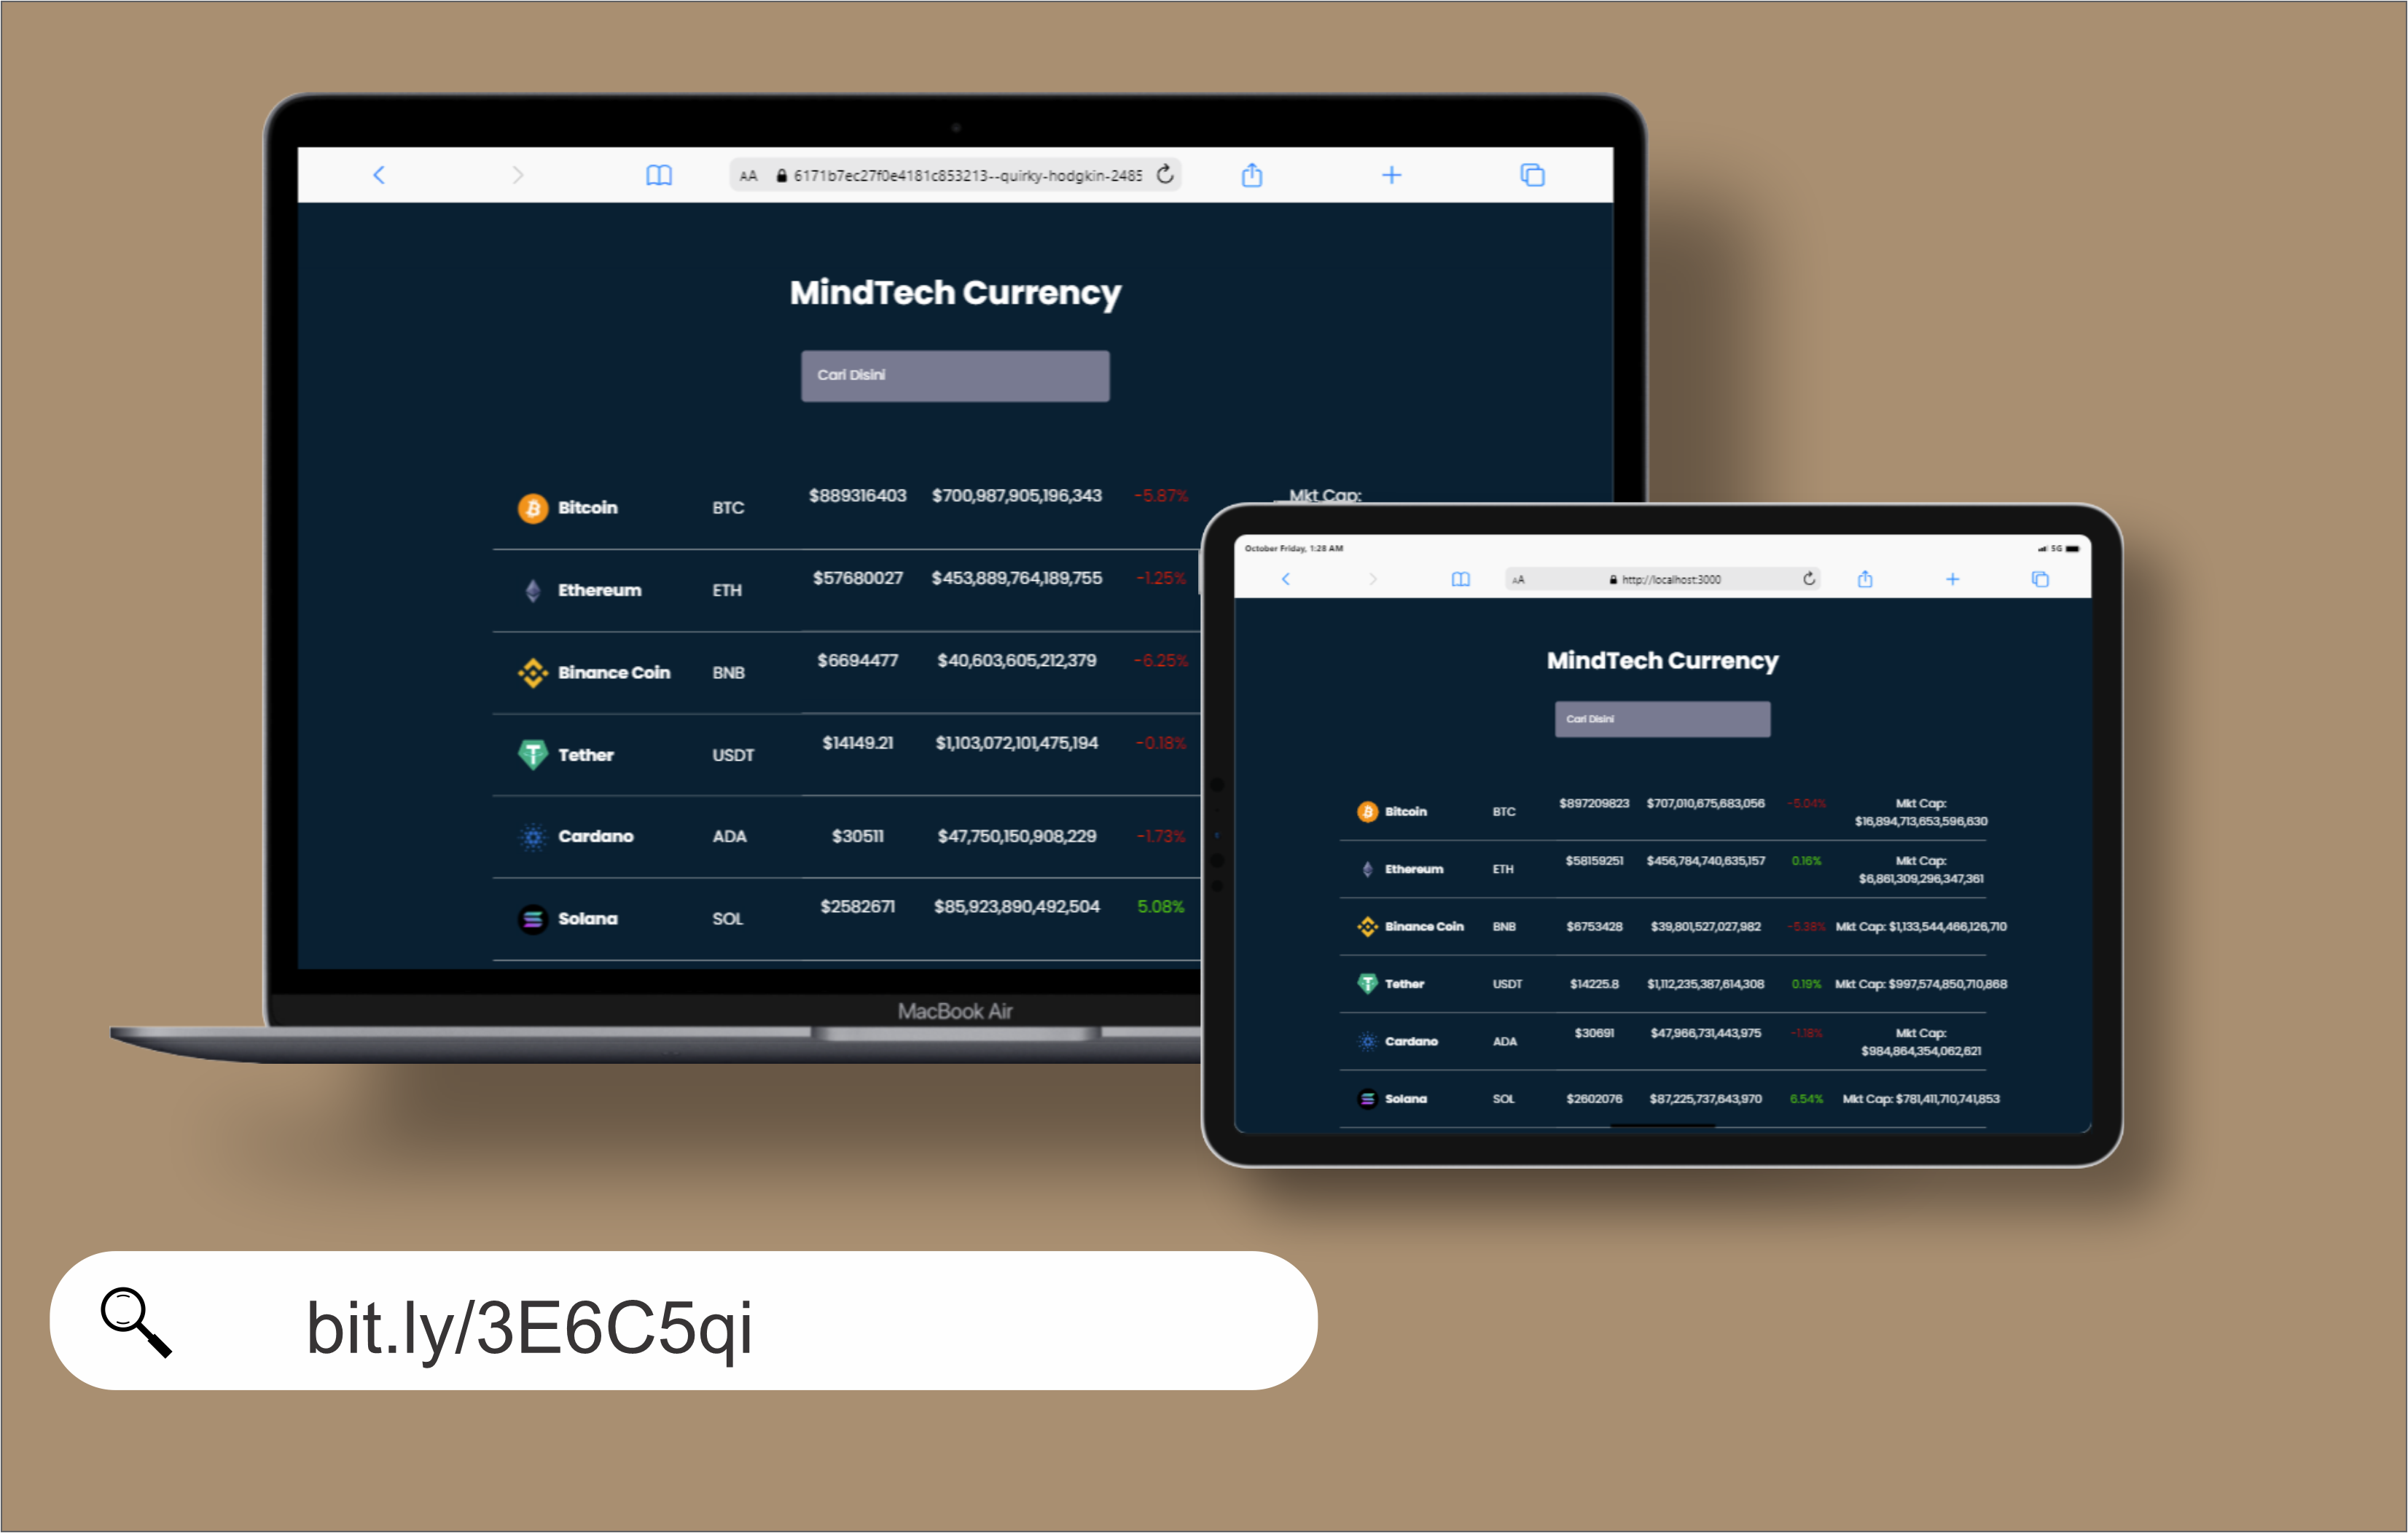 AA 6171b7ec27f0e4181c853213--quirky-hodgkin-2485
MindTech Currency
Cari Disini
Bitcoin BTC $889316403 $700,987,905,196,343 -5.87% Mkt Cap:
Ethereum ETH $57680027 $453,889,764,189,755 -1.25%
Binance Coin BNB $6694477 $40,603,605,212,379 -6.25%
Tether USDT $14149.21 $1,103,072,101,475,194 -0.18%
Cardano ADA $30511 $47,750,150,908,229 -1.73%
Solana SOL $2582671 $85,923,890,492,504 5.08%
MacBook Air
October Friday, 1:28 AM 5G
AA http://localhost:3000
MindTech Currency
Cari Disini
Bitcoin BTC $897209823 $707,010,675,683,056 -5.04% Mkt Cap:
$16,894,713,653,596,630
Ethereum ETH $58159251 $456,784,740,635,157 0.16% Mkt Cap:
$6,861,309,296,347,361
Binance Coin BNB $6753428 $39,801,527,027,982 -5.38% Mkt Cap: $1,133,544,466,126,710
Tether USDT $14225.8 $1,112,235,387,614,308 0.19% Mkt Cap: $997,574,850,710,868
Cardano ADA $30691 $47,966,731,443,975 -1.18% Mkt Cap:
$984,864,354,062,621
Solana SOL $2602076 $87,225,737,643,970 6.54% Mkt Cap: $781,411,710,741,853
bit.ly/3E6C5qi